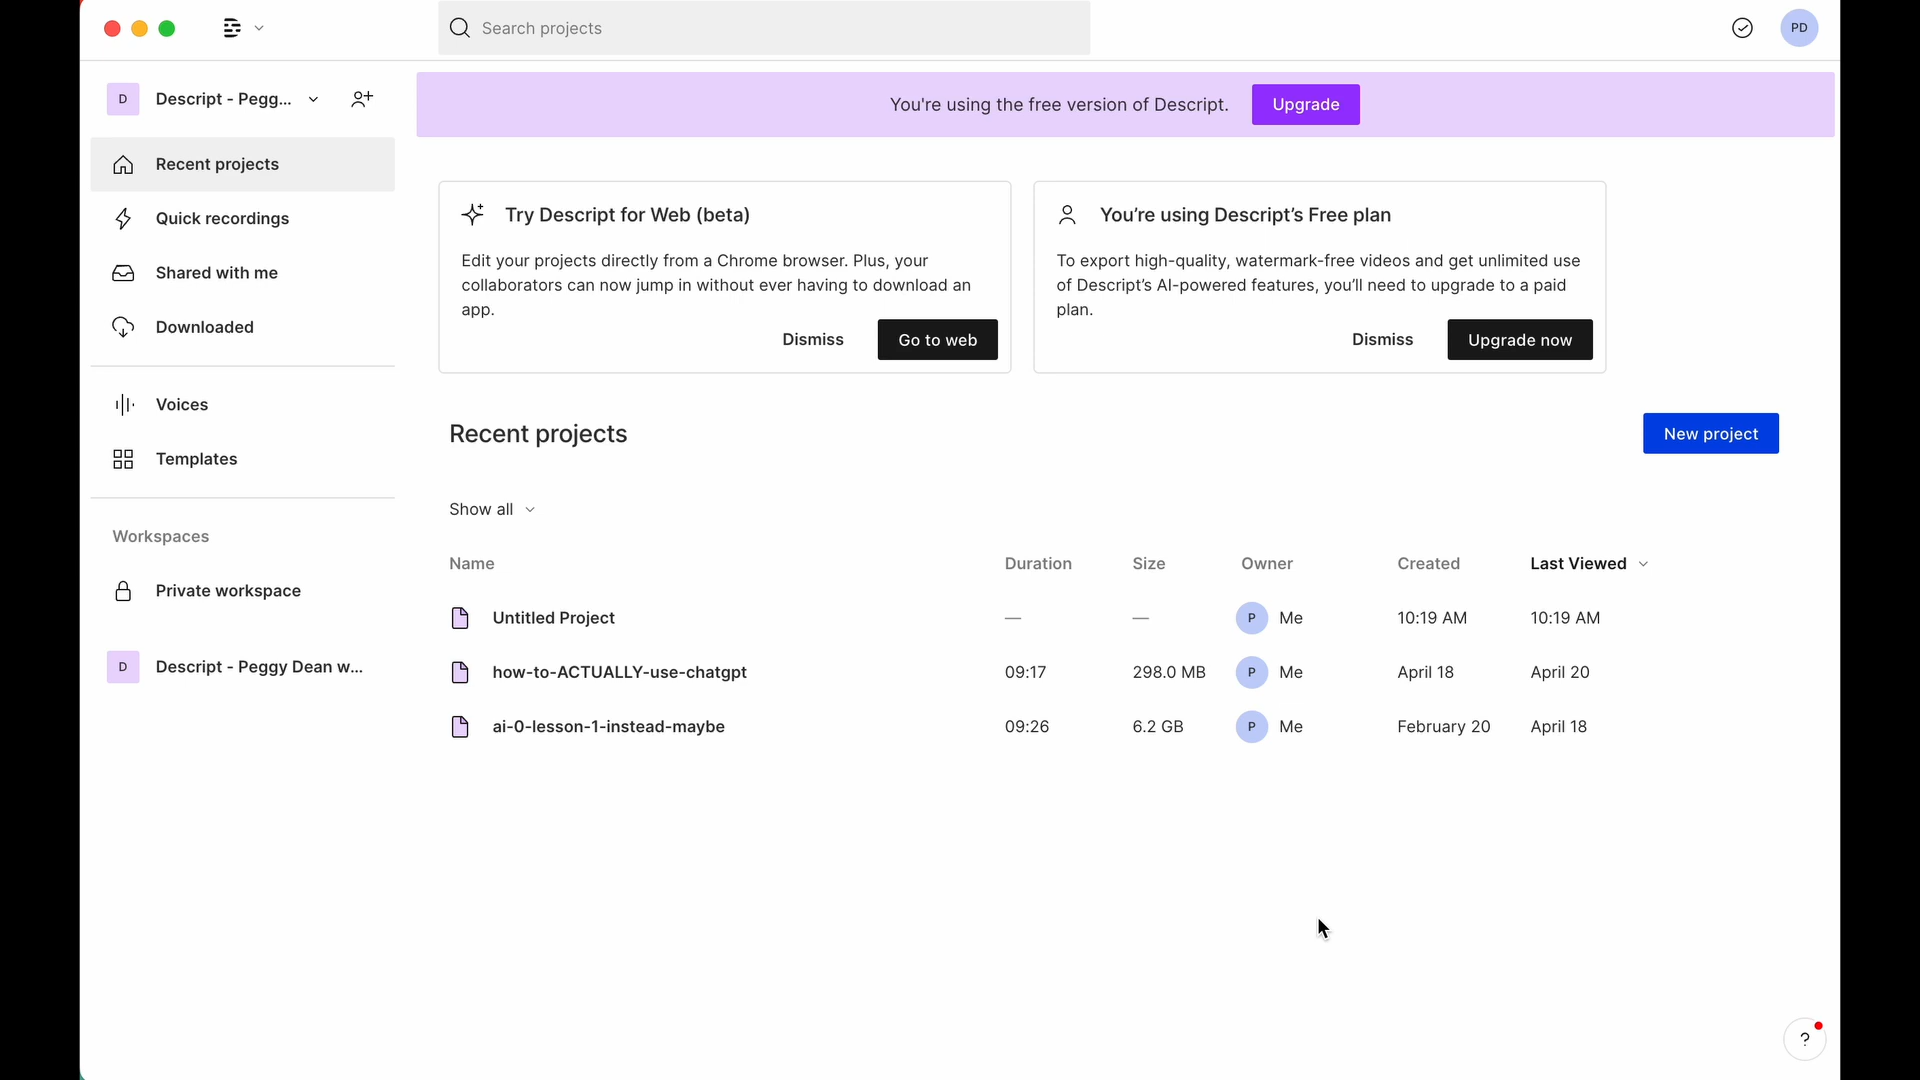 Search projects
PD
D
Descript - Pegg...
You're using the free version of Descript.
Upgrade
Recent projects
Quick recordings
Shared with me
Downloaded
Voices
Templates
Workspaces
Private workspace
D
Descript - Peggy Dean w...
Try Descript for Web (beta)
Edit your projects directly from a Chrome browser. Plus, your
collaborators can now jump in without ever having to download an
app.
Dismiss
Go to web
You’re using Descript’s Free plan
To export high-quality, watermark-free videos and get unlimited use
of Descript’s AI-powered features, you’ll need to upgrade to a paid
plan.
Dismiss
Upgrade now
Recent projects
New project
Show all
Name Duration Size Owner Created Last Viewed
Untitled Project — — P Me 10:19 AM 10:19 AM
how-to-ACTUALLY-use-chatgpt 09:17 298.0 MB P Me April 18 April 20
ai-0-lesson-1-instead-maybe 09:26 6.2 GB P Me February 20 April 18
?